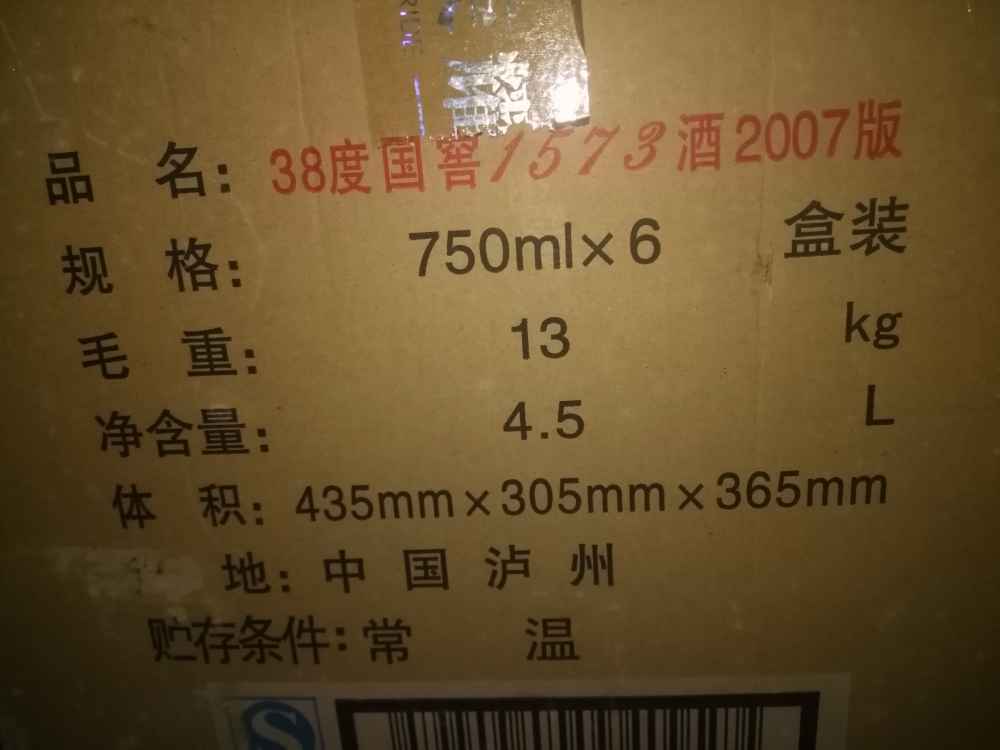 品 名: 38度国窖1573酒2007版
规 格: 750ml×6 盒装
毛 重: 13 kg
净含量: 4.5 L
体 积: 435mm×305mm×365mm
地: 中国泸州
贮存条件: 常 温
S